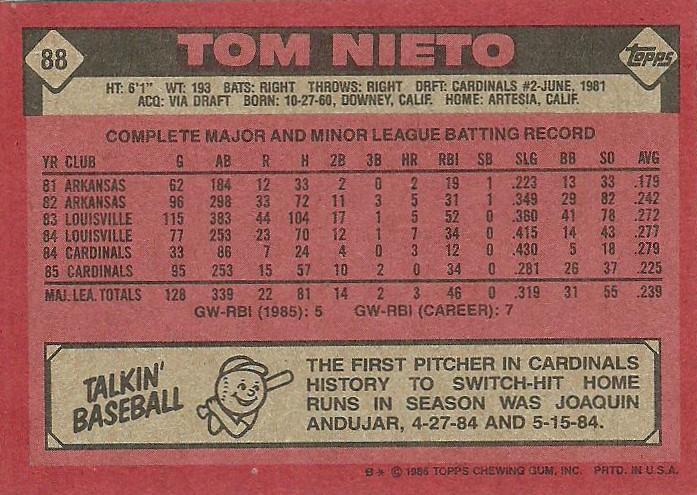 88
TOM NIETO
topps
HT: 6'1" WT: 193 BATS: RIGHT THROWS: RIGHT DRFT: CARDINALS #2-JUNE, 1981
ACQ: VIA DRAFT BORN: 10-27-60, DOWNEY, CALIF. HOME: ARTESIA, CALIF.
COMPLETE MAJOR AND MINOR LEAGUE BATTING RECORD
YR CLUB G AB R H 2B 3B HR RBI SB SLG BB SO AVG
81 ARKANSAS 62 184 12 33 2 0 2 19 1 .223 13 33 .179
82 ARKANSAS 96 298 33 72 11 3 5 31 1 .349 29 82 .242
83 LOUISVILLE 115 383 44 104 17 1 5 52 0 .360 41 78 .272
84 LOUISVILLE 77 253 23 70 12 1 7 34 0 .415 14 43 .277
84 CARDINALS 33 86 7 24 4 0 3 12 0 .430 5 18 .279
85 CARDINALS 95 253 15 57 10 2 0 34 0 .281 26 37 .225
MAJ. LEA. TOTALS 128 339 22 81 14 2 3 46 0 .319 31 55 .239
GW-RBI (1985): 5 GW-RBI (CAREER): 7
TALKIN'
BASEBALL
THE FIRST PITCHER IN CARDINALS
HISTORY TO SWITCH-HIT HOME
RUNS IN SEASON WAS JOAQUIN
ANDUJAR, 4-27-84 AND 5-15-84.
B* © 1986 TOPPS CHEWING GUM, INC. PRTD. IN U.S.A.